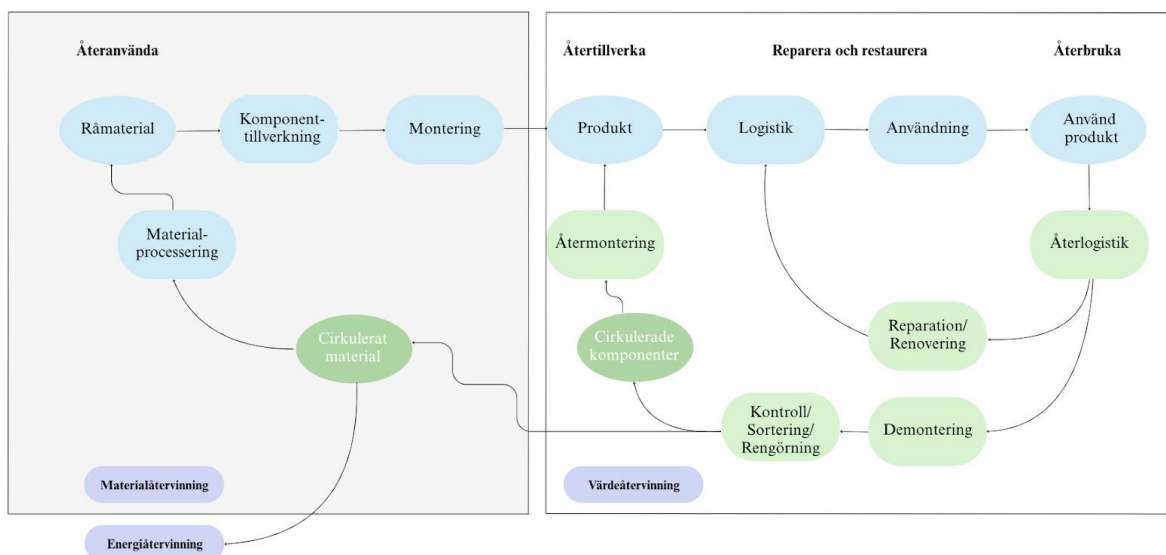 Återanvända
Återtillverka
Reparera och restaurera
Återbruka
Råmaterial
Komponent-
tillverkning
Montering
Produkt
Logistik
Användning
Använd
produkt
Material-
processering
Återmontering
Återlogistik
Cirkulerat
material
Cirkulerade
komponenter
Reparation/
Renovering
Kontroll/
Sortering/
Rengörning
Demontering
Materialåtervinning
Värdeåtervinning
Energiåtervinning